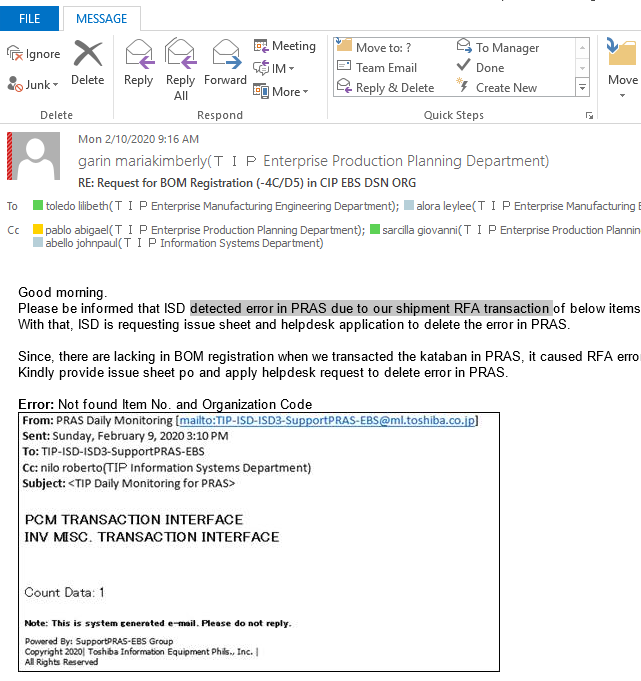 FILE MESSAGE
Ignore
Junk
Delete
Reply
Reply All
Forward
Meeting
IM
More
Move to: ?
Team Email
Reply & Delete
To Manager
Done
Create New
Move
Delete Respond Quick Steps
Mon 2/10/2020 9:16 AM
garin mariakimberly(T I P Enterprise Production Planning Department)
RE: Request for BOM Registration (-4C/D5) in CIP EBS DSN ORG
To toledo lilibeth(T I P Enterprise Manufacturing Engineering Department); alora leylee(T I P Enterprise Manufacturing E
Cc pablo abigael(T I P Enterprise Production Planning Department); sarcilla giovanni(T I P Enterprise Production Plannin
abello johnpaul(T I P Information Systems Department)
Good morning.
Please be informed that ISD detected error in PRAS due to our shipment RFA transaction of below items
With that, ISD is requesting issue sheet and helpdesk application to delete the error in PRAS.
Since, there are lacking in BOM registration when we transacted the kataban in PRAS, it caused RFA erro
Kindly provide issue sheet po and apply helpdesk request to delete error in PRAS.
Error: Not found Item No. and Organization Code
From: PRAS Daily Monitoring [mailto:TIP-ISD-ISD3-SupportPRAS-EBS@ml.toshiba.co.jp]
Sent: Sunday, February 9, 2020 3:10 PM
To: TIP-ISD-ISD3-SupportPRAS-EBS
Cc: nilo roberto(TIP Information Systems Department)
Subject: <TIP Daily Monitoring for PRAS>
PCM TRANSACTION INTERFACE
INV MISC. TRANSACTION INTERFACE
Count Data: 1
Note: This is system generated e-mail. Please do not reply.
Powered By: SupportPRAS-EBS Group
Copyright 2020| Toshiba Information Equipment Phils., Inc. |
All Rights Reserved